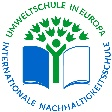 UMWELTSCHULE IN EUROPA
INTERNATIONALE NACHHALTIGKEITSSCHULE